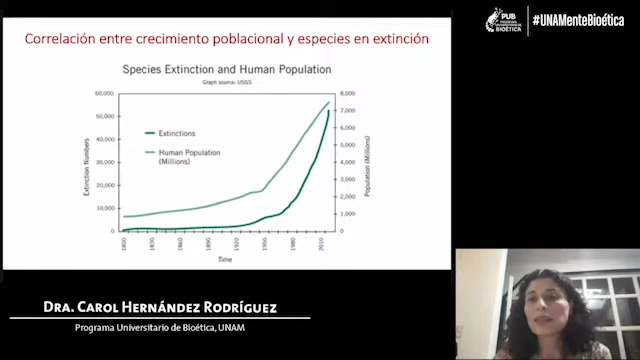 PUB
PROGRAMA
UNIVERSITARIO DE
BIOÉTICA
#UNAMenteBioética
Correlación entre crecimiento poblacional y especies en extinción
Species Extinction and Human Population
Graph source: USGS
60,000
50,000
40,000
30,000
20,000
10,000
0
Extinction Numbers
Extinctions
Human Population
(Millions)
8,000
7,000
6,000
5,000
4,000
3,000
2,000
1,000
0
Population (Millions)
1800
1830
1860
1890
1920
1950
1980
2010
Time
DRA. CAROL HERNÁNDEZ RODRÍGUEZ
Programa Universitario de Bioética, UNAM